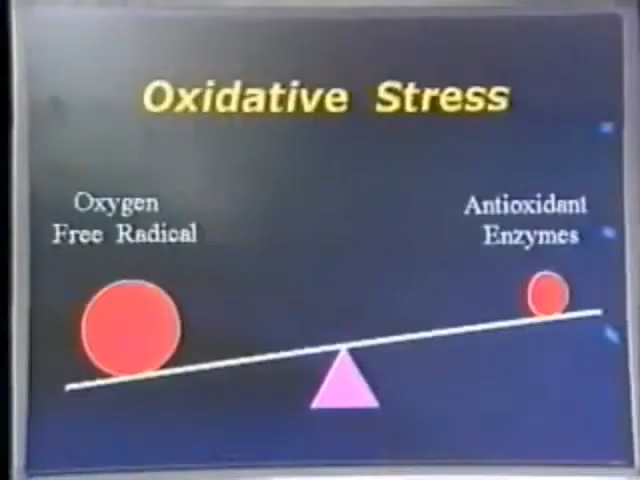 Oxidative Stress
Oxygen
Free Radical
Antioxidant
Enzymes